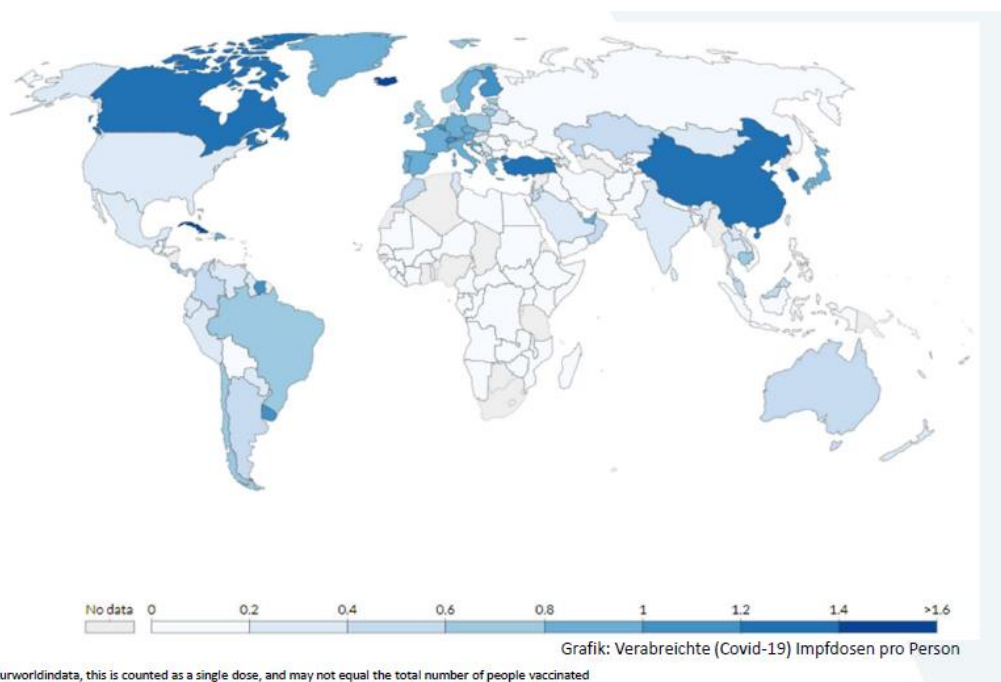 No data 0 0.2 0.4 0.6 0.8 1 1.2 1.4 >1.6
Grafik: Verabreichte (Covid-19) Impfdosen pro Person
urworldindata, this is counted as a single dose, and may not equal the total number of people vaccinated